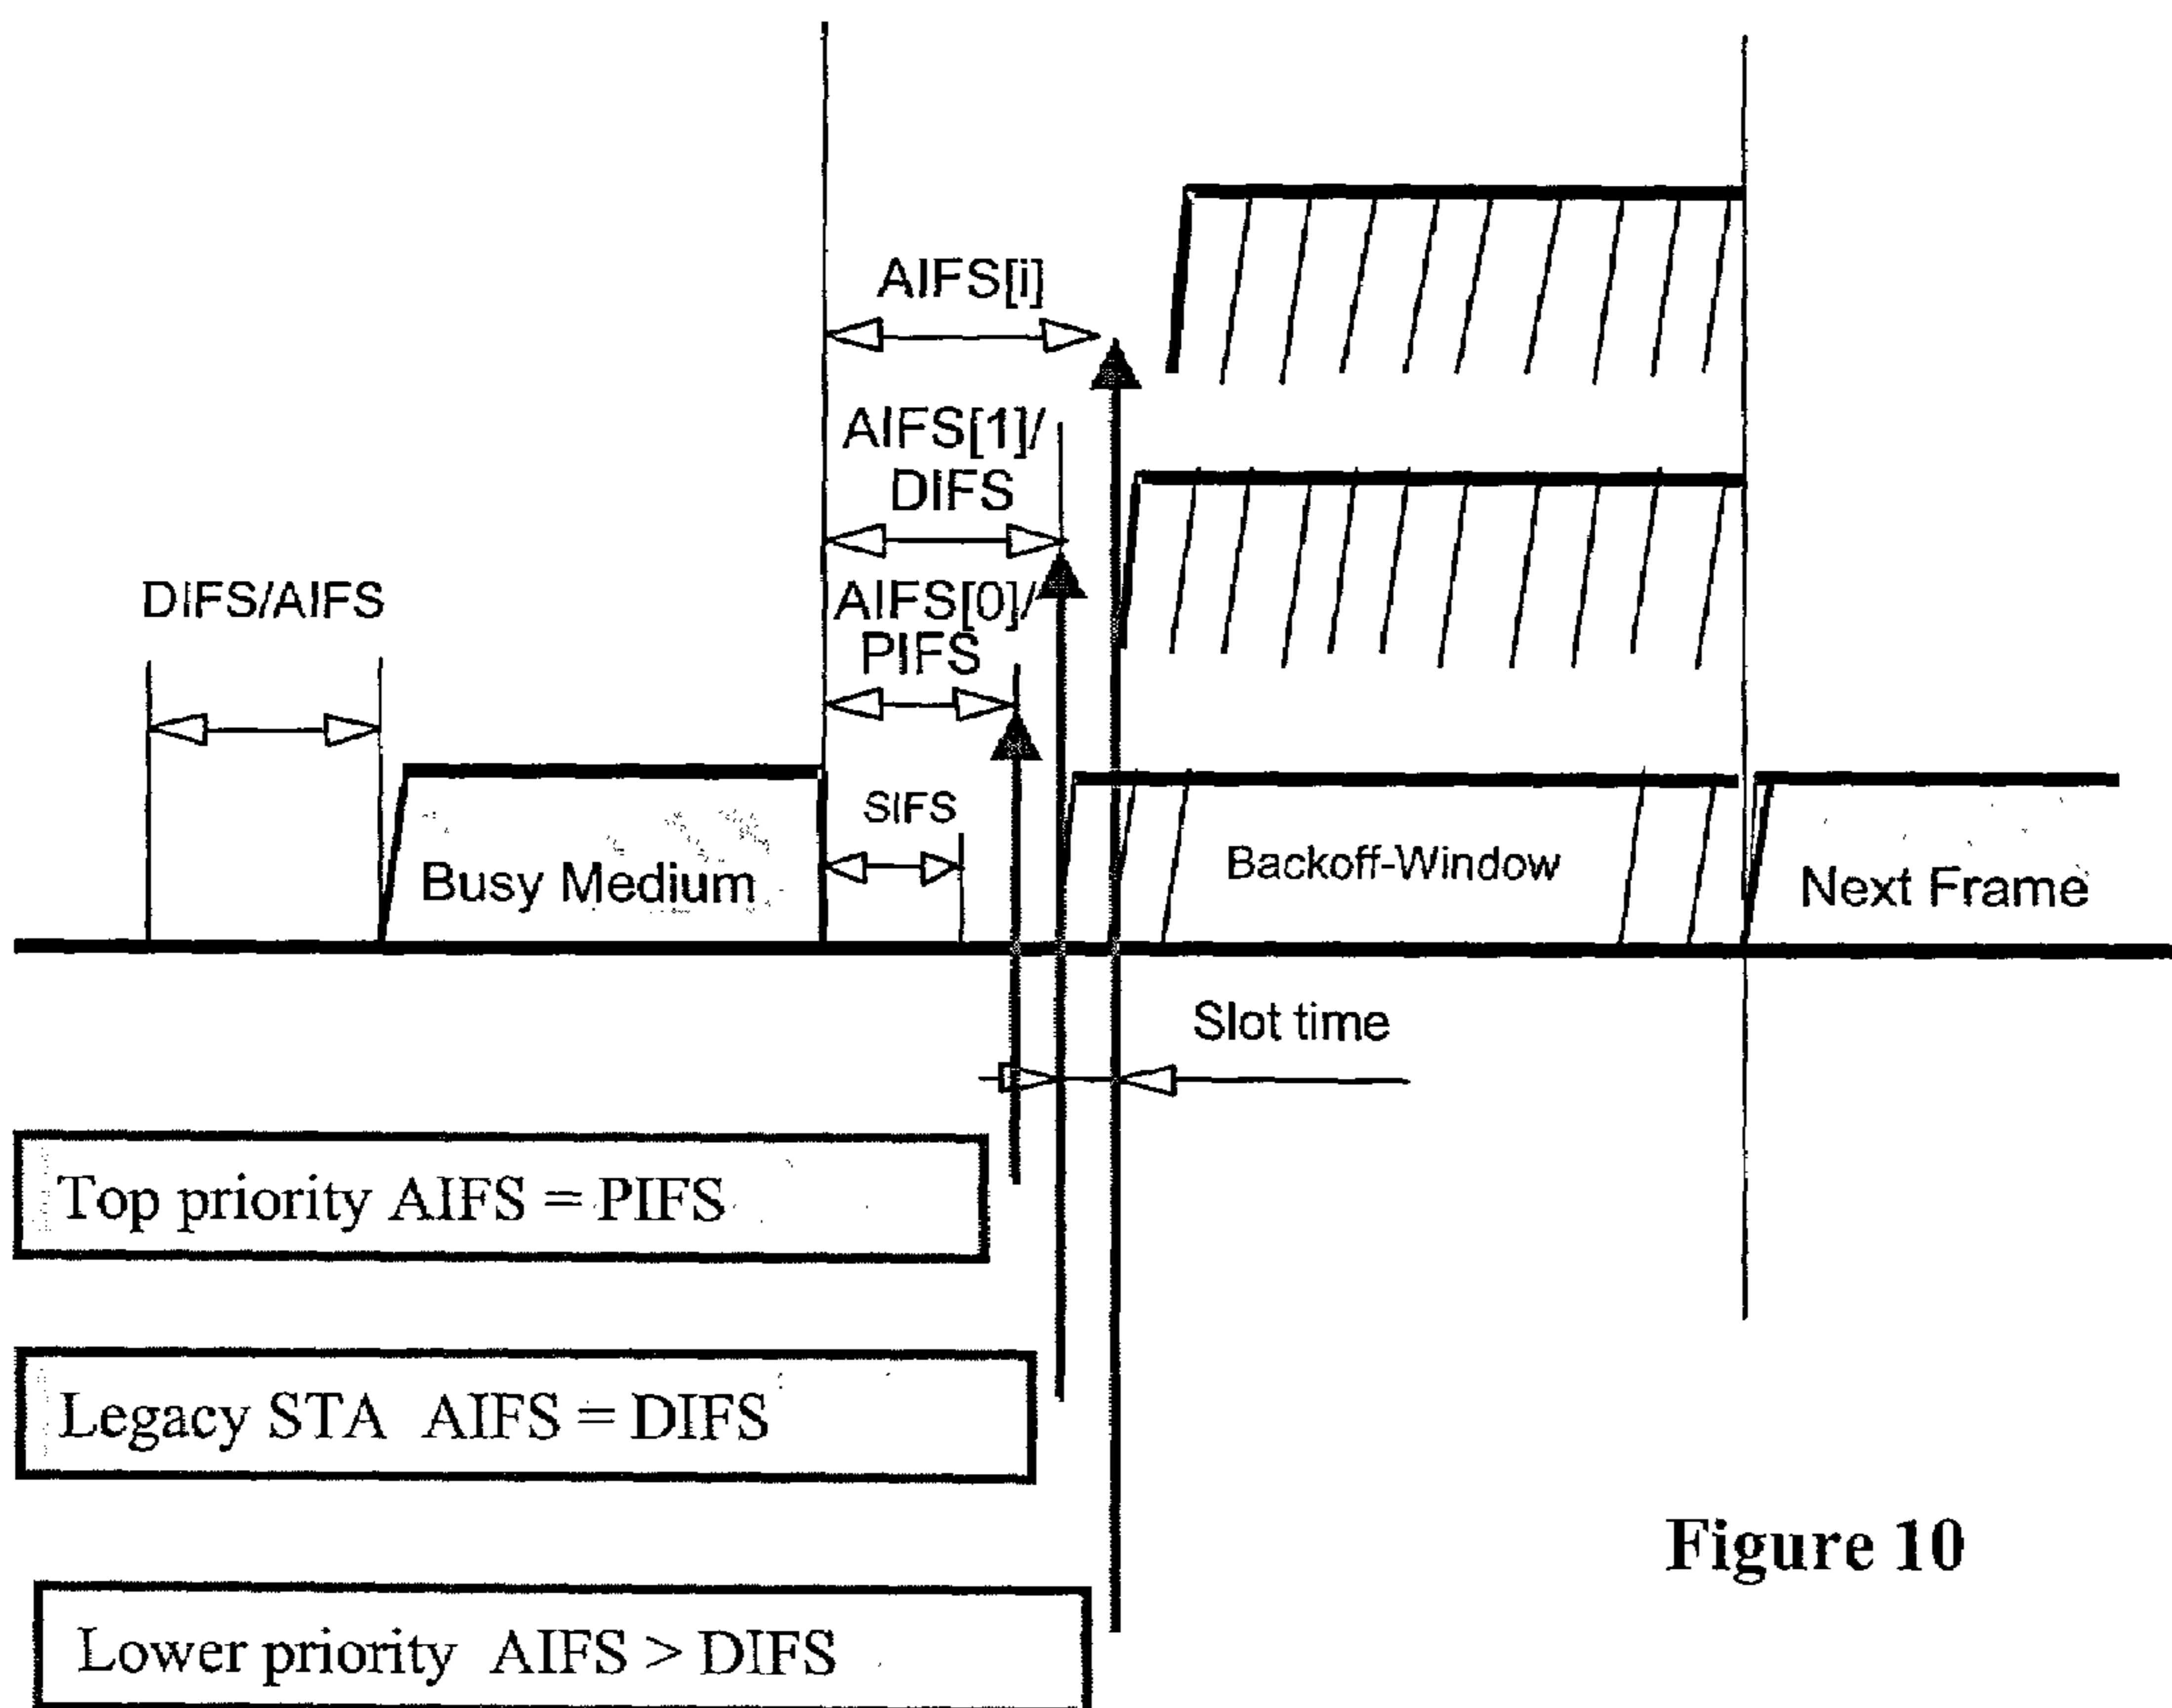 AIFS[i]
AIFS[1]/
DIFS
DIFS/AIFS
AIFS[0]/
PIFS
SIFS
Busy Medium
Backoff-Window
Next Frame
Slot time
Top priority AIFS = PIFS
Legacy STA AIFS = DIFS
Lower priority AIFS > DIFS
Figure 10